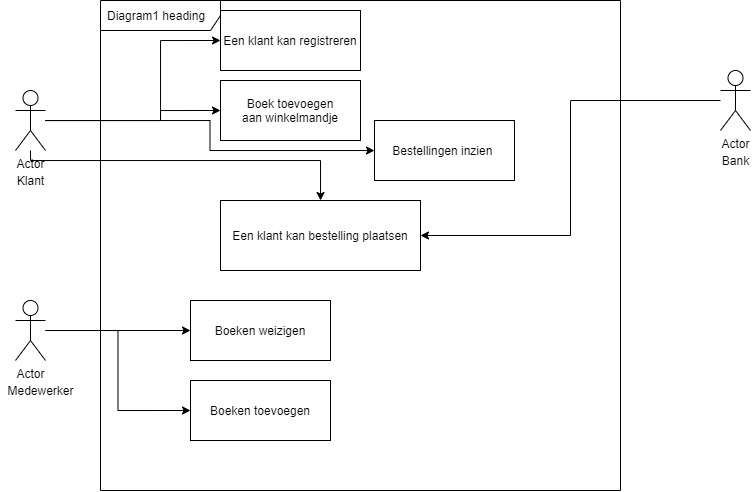 Diagram1 heading
Een klant kan registreren
Boek toevoegen
aan winkelmandje
Bestellingen inzien
Actor
Klant
Actor
Bank
Een klant kan bestelling plaatsen
Boeken weizigen
Actor
Medewerker
Boeken toevoegen